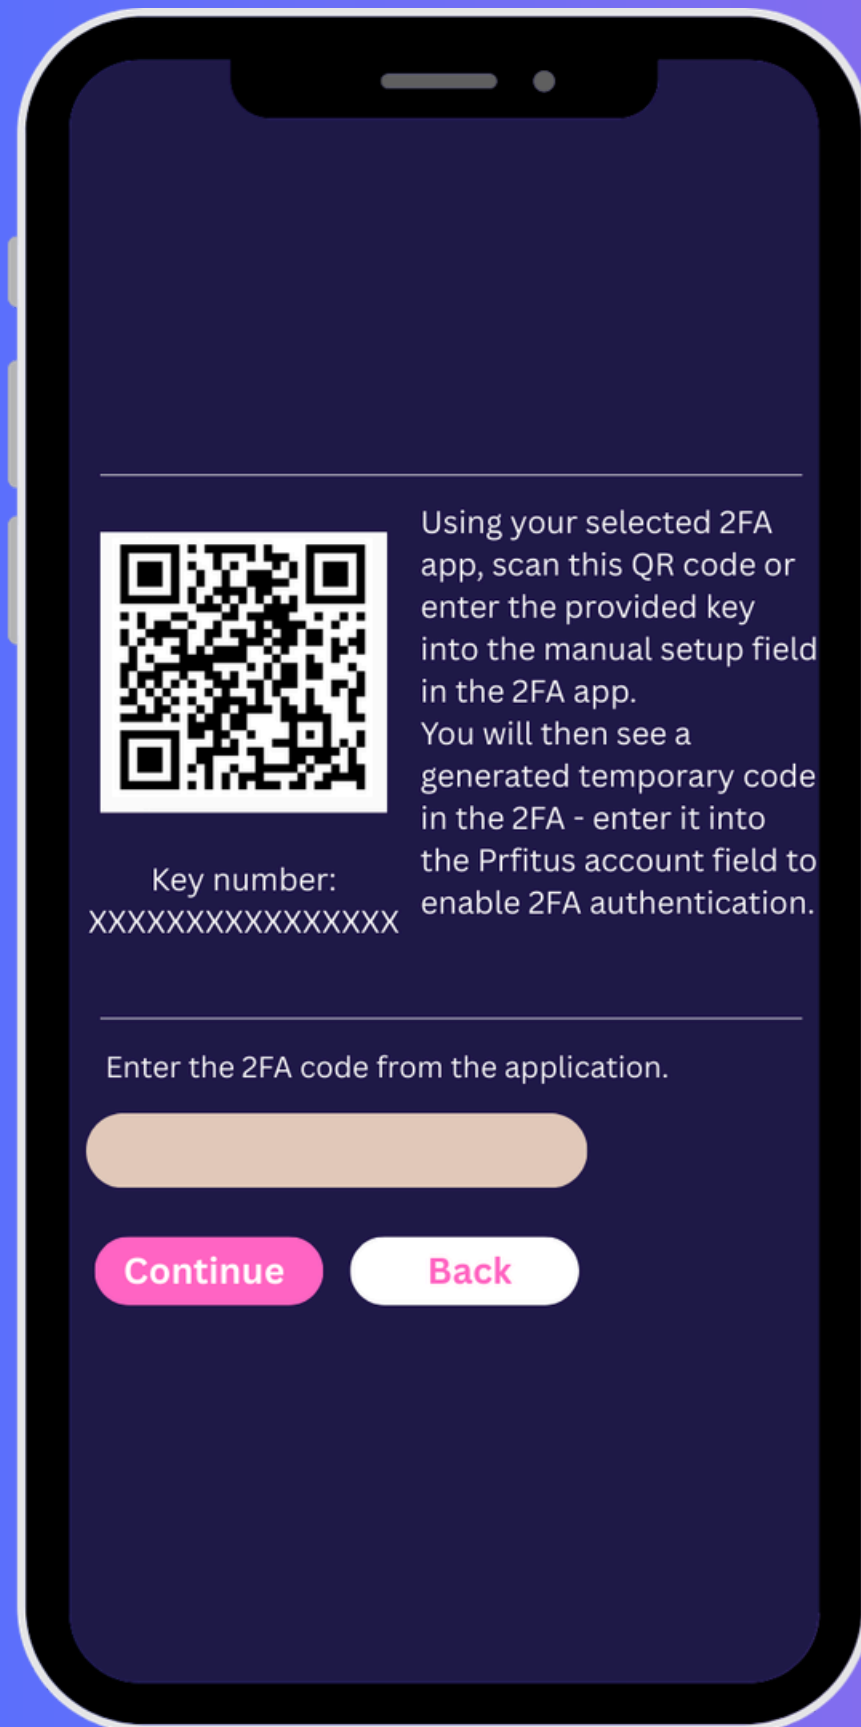 Using your selected 2FA
app, scan this QR code or
enter the provided key
into the manual setup field
in the 2FA app.
You will then see a
generated temporary code
in the 2FA - enter it into
the Prfitus account field to
enable 2FA authentication.
Key number:
XXXXXXXXXXXXXXXX
Enter the 2FA code from the application.
Continue
Back